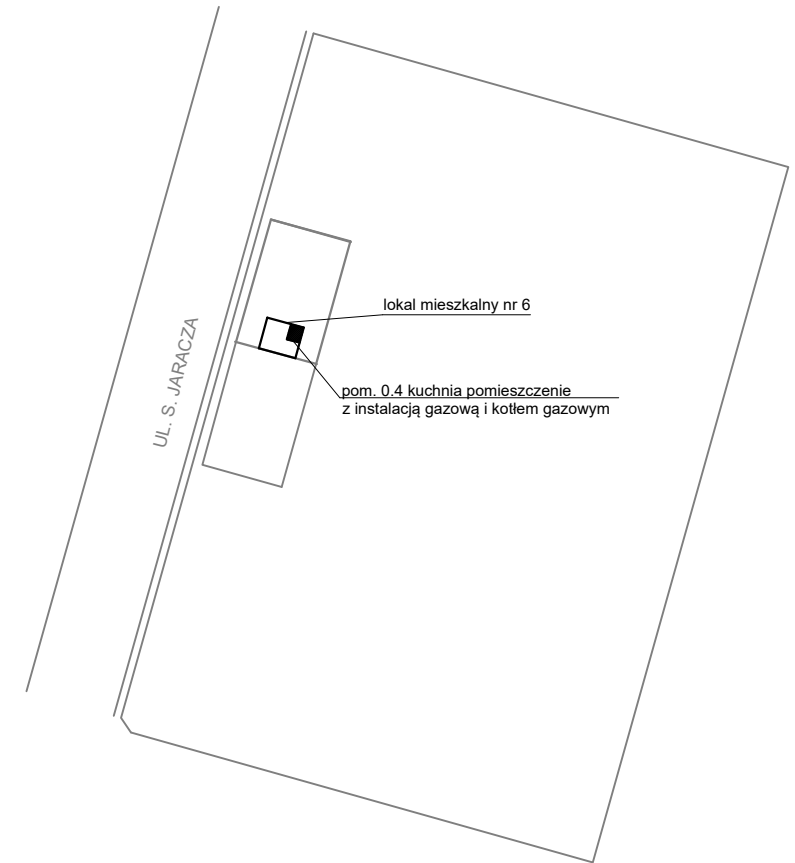 lokal mieszkalny nr 6
UL. S. JARACZA
pom. 0.4 kuchnia pomieszczenie
z instalacją gazową i kotłem gazowym